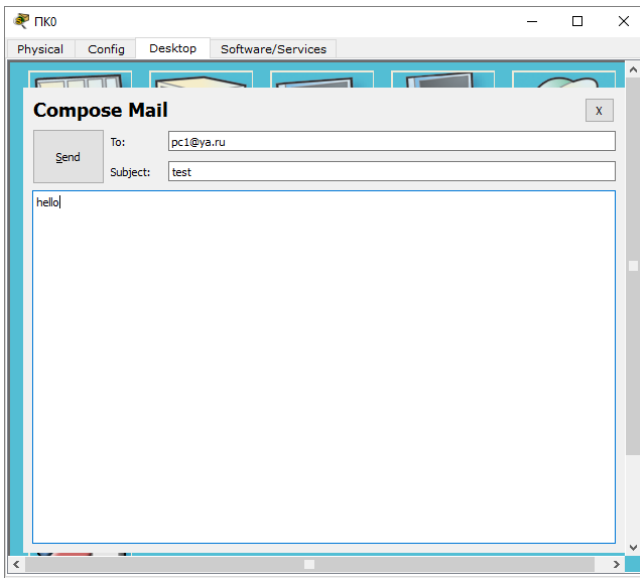 ПК0
Physical Config Desktop Software/Services
Compose Mail
X
Send
To:
pc1@ya.ru
Subject:
test
hello